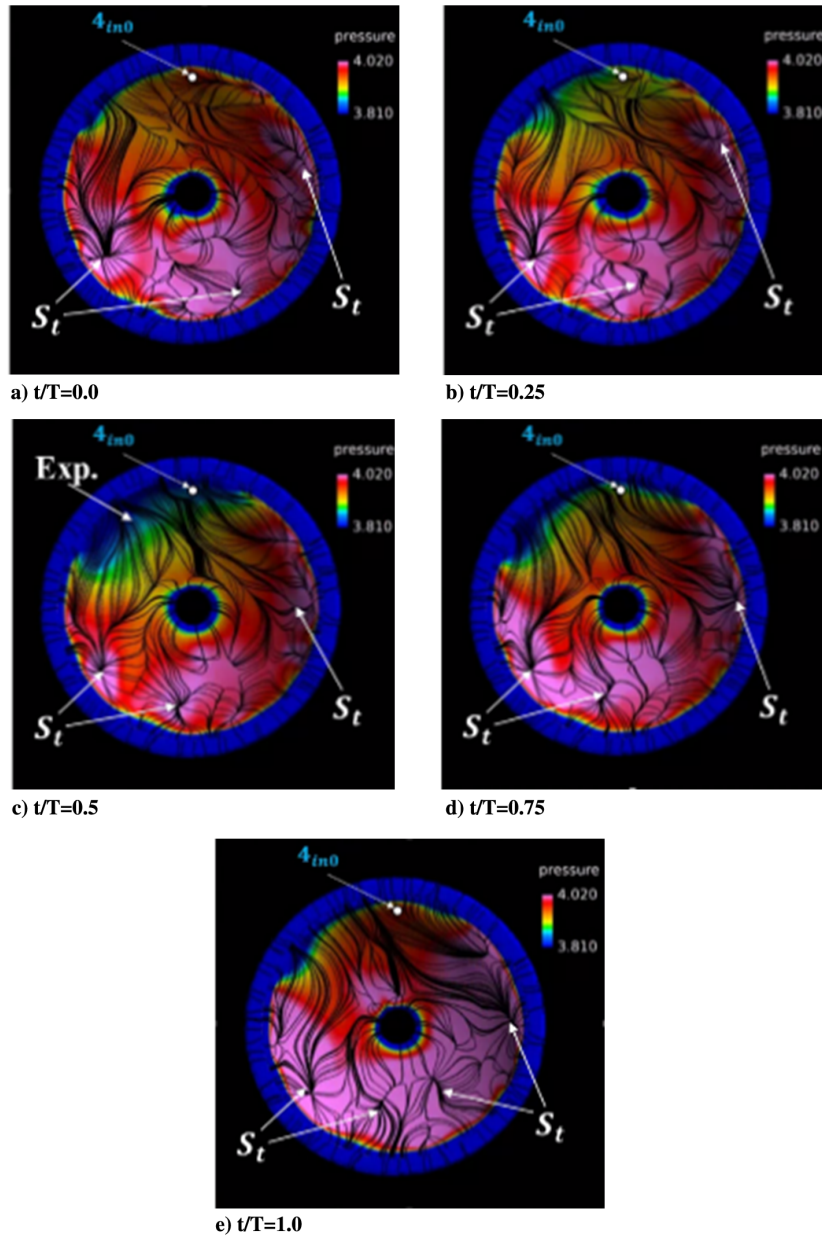 4in0
pressure
4.020
3.810
St
St
a) t/T=0.0
4in0
pressure
4.020
3.810
St
St
b) t/T=0.25
4in0
Exp.
pressure
4.020
3.810
St
St
c) t/T=0.5
4in0
pressure
4.020
3.810
St
St
d) t/T=0.75
4in0
pressure
4.020
3.810
St
St
e) t/T=1.0